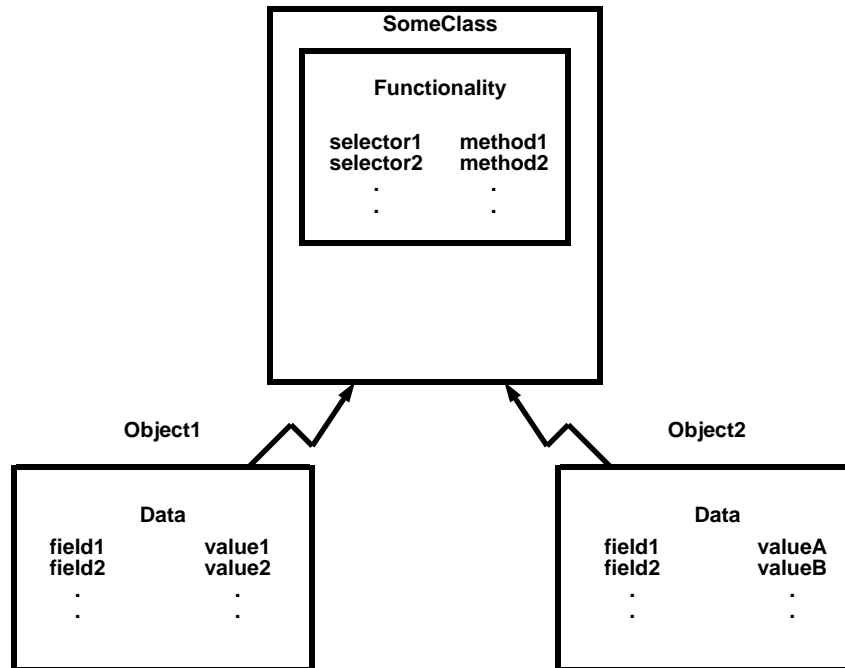 SomeClass
Functionality
selector1 method1
selector2 method2
. .
. .
Object1 Object2
Data Data
field1 value1 field1 valueA
field2 value2 field2 valueB
. . . .
. . . .